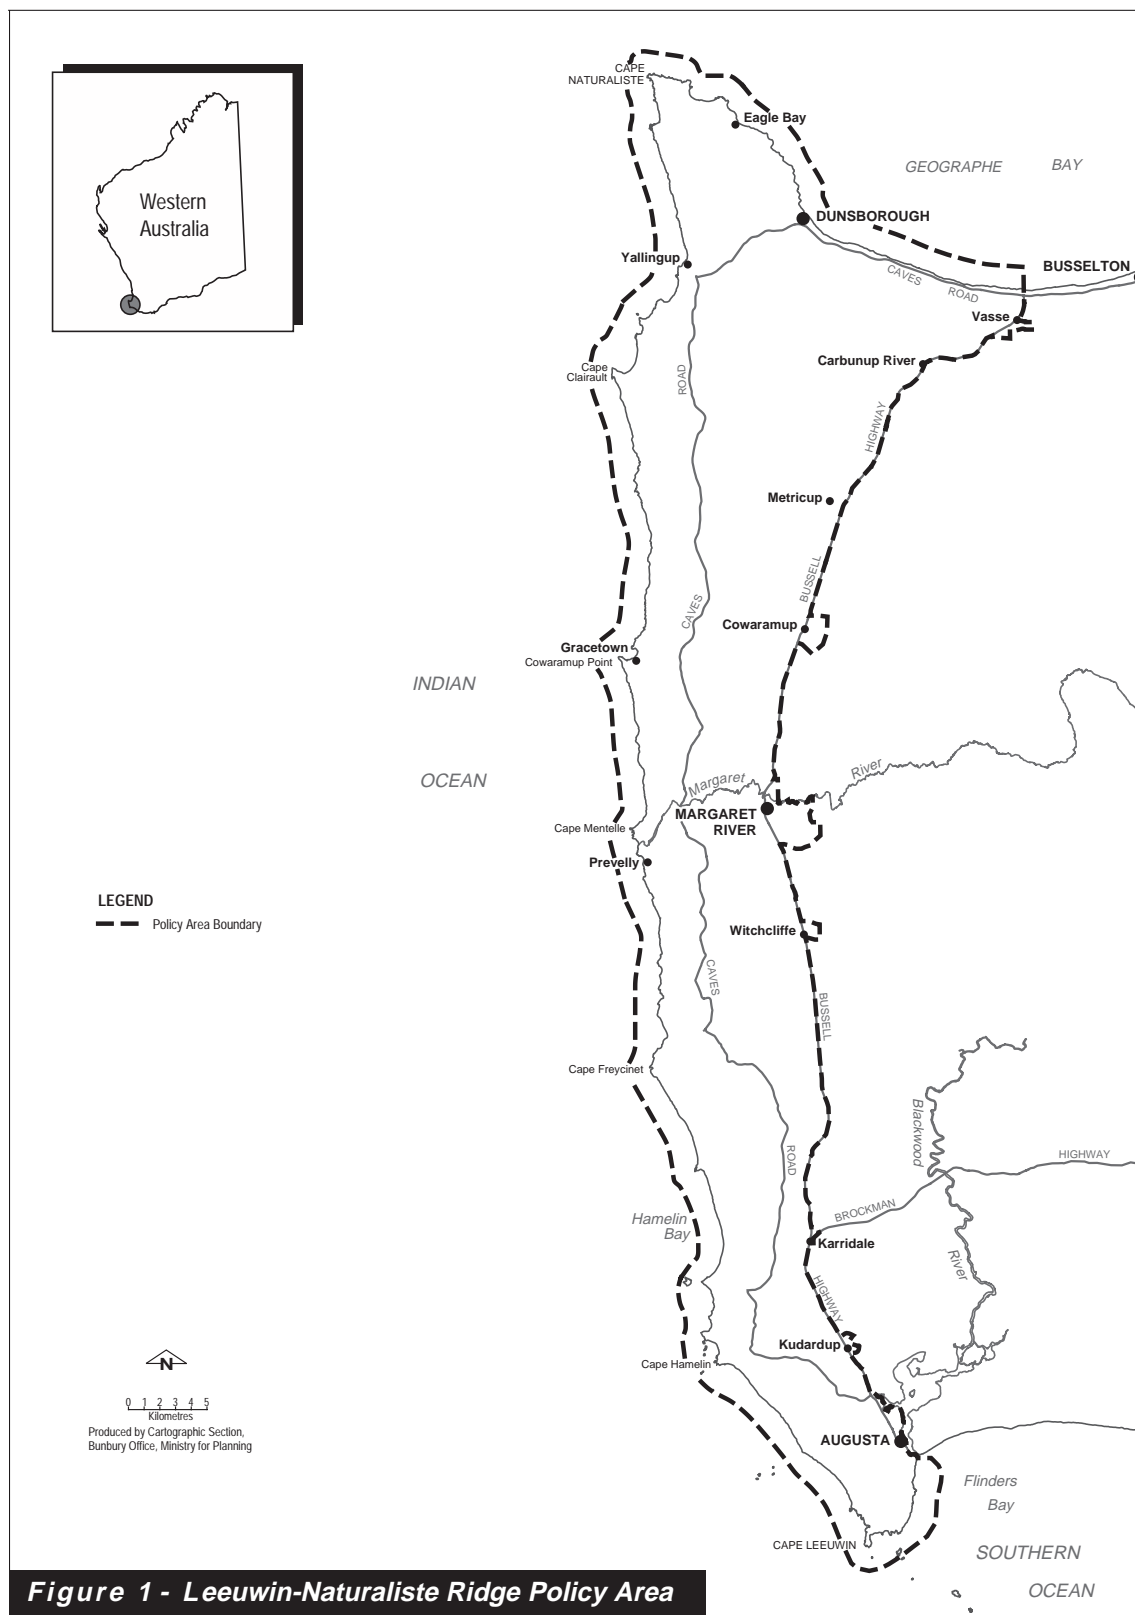 CAPE
NATURALISTE
Eagle Bay
GEOGRAPHE BAY
Western
Australia
DUNSBOROUGH
Yallingup
BUSSELTON
CAVES
ROAD
Vasse
Carbunup River
Cape
Clairault
ROAD
HIGHWAY
Metricup
BUSSELL
CAVES
Cowaramup
Gracetown
Cowaramup Point
INDIAN
OCEAN
Margaret
River
MARGARET
RIVER
Cape Mentelle
Prevelly
LEGEND
Policy Area Boundary
Witchcliffe
CAVES
BUSSELL
Cape Freycinet
Blackwood
ROAD
HIGHWAY
BROCKMAN
Hamelin
Bay
Karridale
River
HIGHWAY
Kudardup
Cape Hamelin
N
0 1 2 3 4 5
Kilometres
Produced by Cartographic Section,
Bunbury Office, Ministry for Planning
AUGUSTA
Flinders
Bay
CAPE LEEUWIN
SOUTHERN
OCEAN
Figure 1 - Leeuwin-Naturaliste Ridge Policy Area